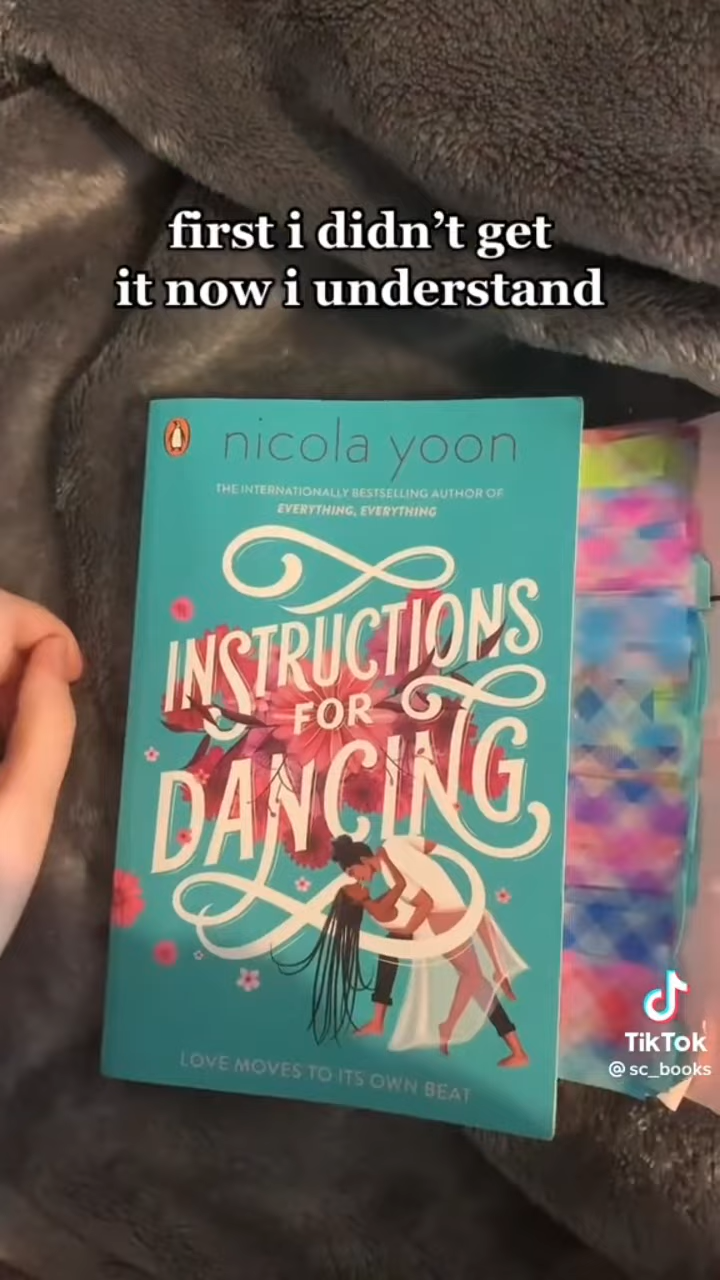 first i didn't get
it now i understand
nicola yoon
THE INTERNATIONALLY BESTSELLING AUTHOR OF
EVERYTHING, EVERYTHING
INSTRUCTIONS
FOR
DANCING
LOVE MOVES TO ITS OWN BEAT
TikTok
@sc_books